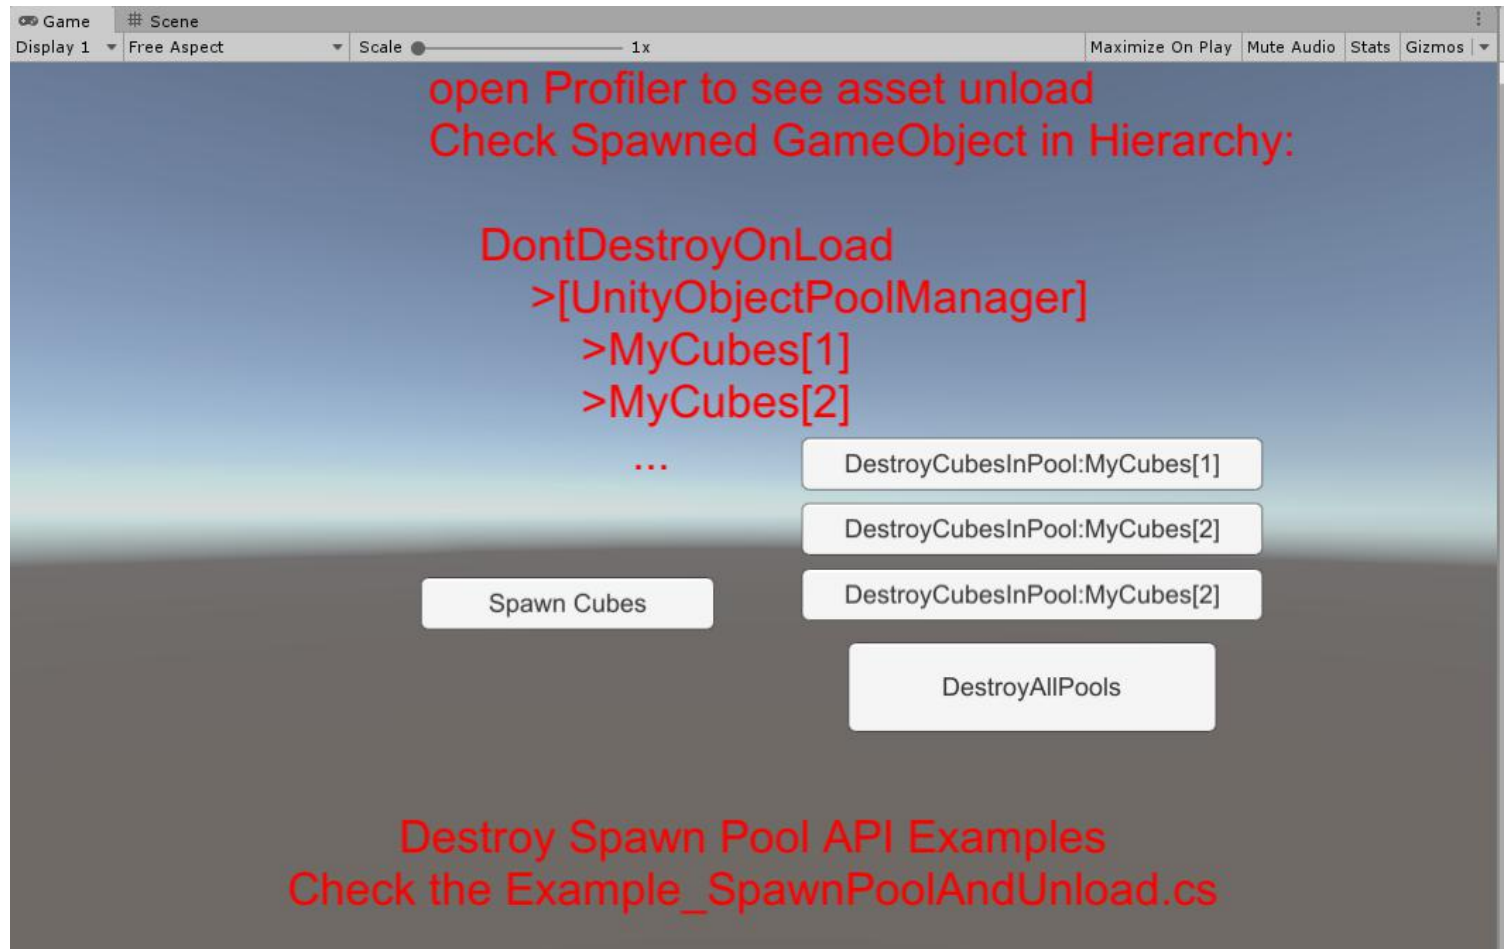 Game
Scene
Display 1
Free Aspect
Scale
1x
Maximize On Play
Mute Audio
Stats
Gizmos
open Profiler to see asset unload
Check Spawned GameObject in Hierarchy:
DontDestroyOnLoad
>[UnityObjectPoolManager]
>MyCubes[1]
>MyCubes[2]
...
DestroyCubesInPool:MyCubes[1]
DestroyCubesInPool:MyCubes[2]
DestroyCubesInPool:MyCubes[2]
Spawn Cubes
DestroyAllPools
Destroy Spawn Pool API Examples
Check the Example_SpawnPoolAndUnload.cs